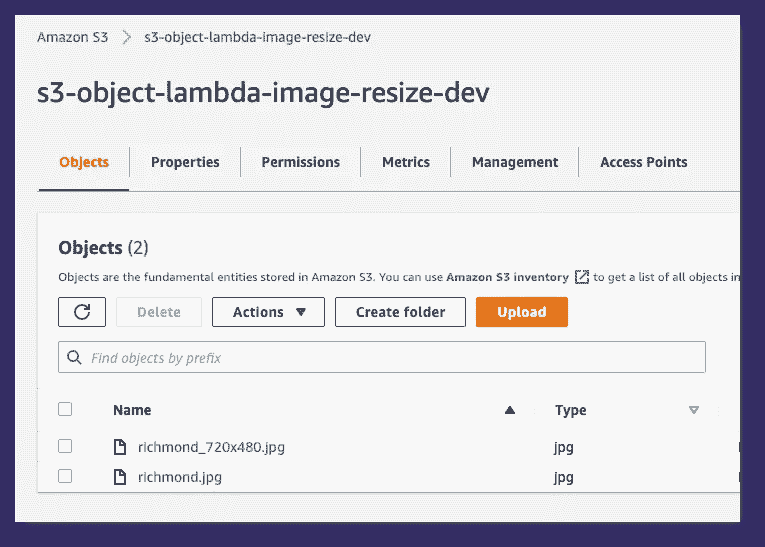 Amazon S3 > s3-object-lambda-image-resize-dev
s3-object-lambda-image-resize-dev
Objects Properties Permissions Metrics Management Access Points
Objects (2)
Objects are the fundamental entities stored in Amazon S3. You can use Amazon S3 inventory to get a list of all objects in
Delete Actions Create folder Upload
Find objects by prefix
Name Type
richmond_720x480.jpg jpg
richmond.jpg jpg